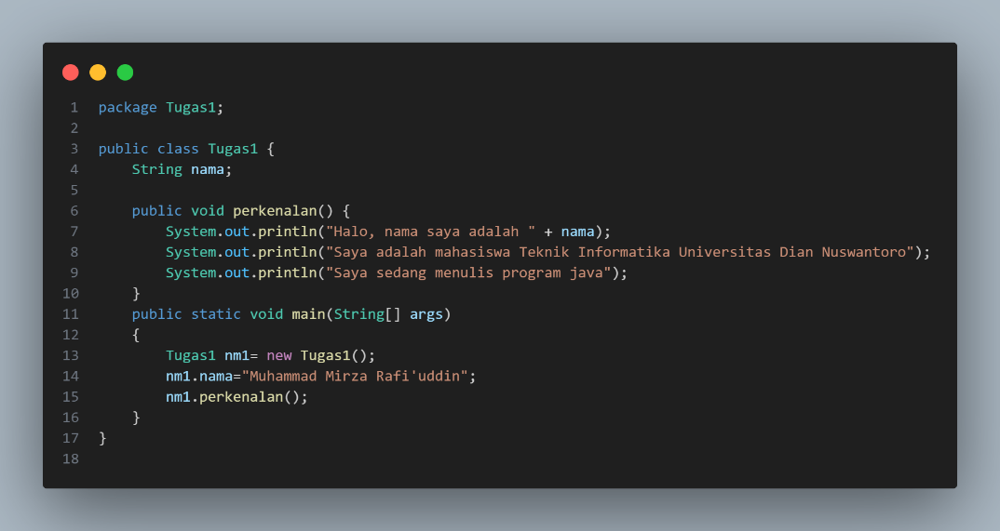 1 package Tugas1;
2
3 public class Tugas1 {
4     String nama;
5
6     public void perkenalan() {
7         System.out.println("Halo, nama saya adalah " + nama);
8         System.out.println("Saya adalah mahasiswa Teknik Informatika Universitas Dian Nuswantoro");
9         System.out.println("Saya sedang menulis program java");
10     }
11     public static void main(String[] args)
12     {
13         Tugas1 nm1= new Tugas1();
14         nm1.nama="Muhammad Mirza Rafi'uddin";
15         nm1.perkenalan();
16     }
17 }
18